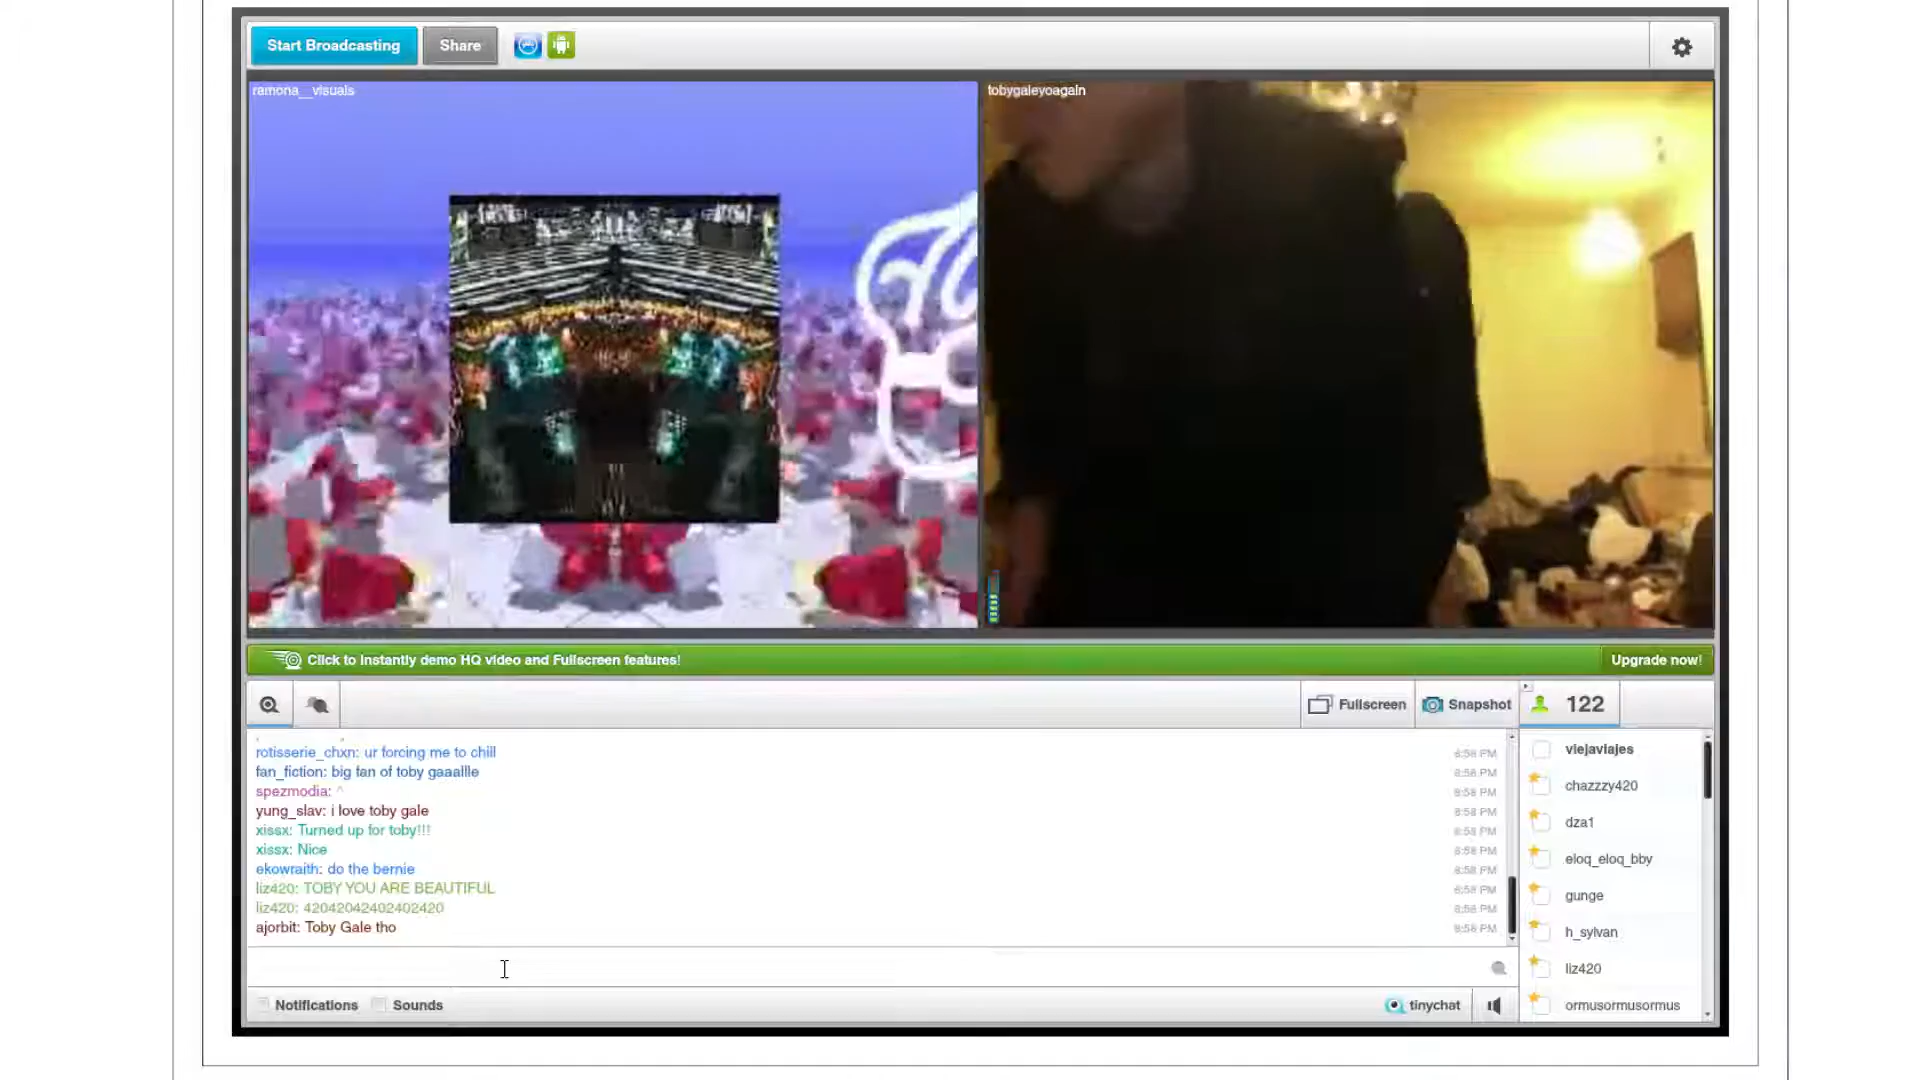 Start Broadcasting
Share
ramona__visuals
tobygaleyoagain
Click to instantly demo HQ video and Fullscreen features!
Upgrade now!
Fullscreen
Snapshot
122
rotisserie_chxn: ur forcing me to chill
fan_fiction: big fan of toby gaaallle
spezmodia: ^
yung_slav: i love toby gale
xissx: Turned up for toby!!!
xissx: Nice
ekowraith: do the bernie
liz420: TOBY YOU ARE BEAUTIFUL
liz420: 42042042402402420
ajorbit: Toby Gale tho
viejaviajes
chazzzy420
dza1
eloq_eloq_bby
gunge
h_sylvan
liz420
ormusormusormus
Notifications
Sounds
tinychat